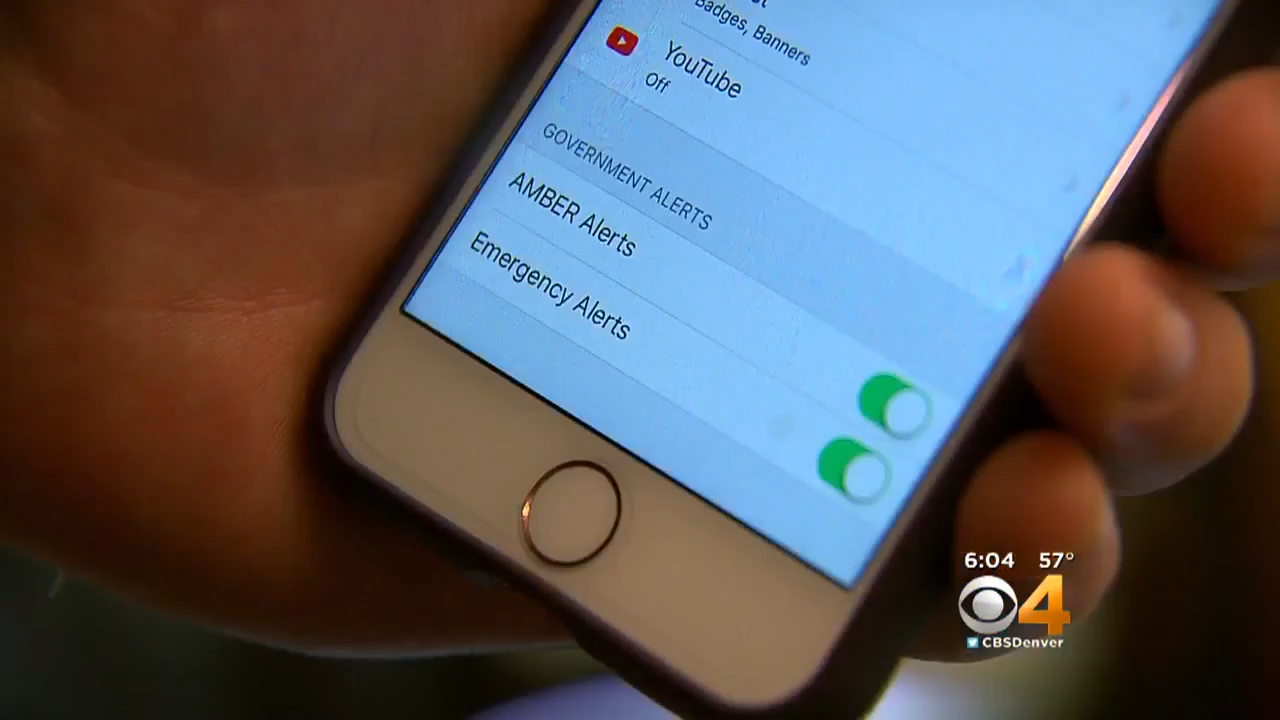 Badges, Banners
YouTube
Off
GOVERNMENT ALERTS
AMBER Alerts
Emergency Alerts
6:04 57°
4
CBSDenver